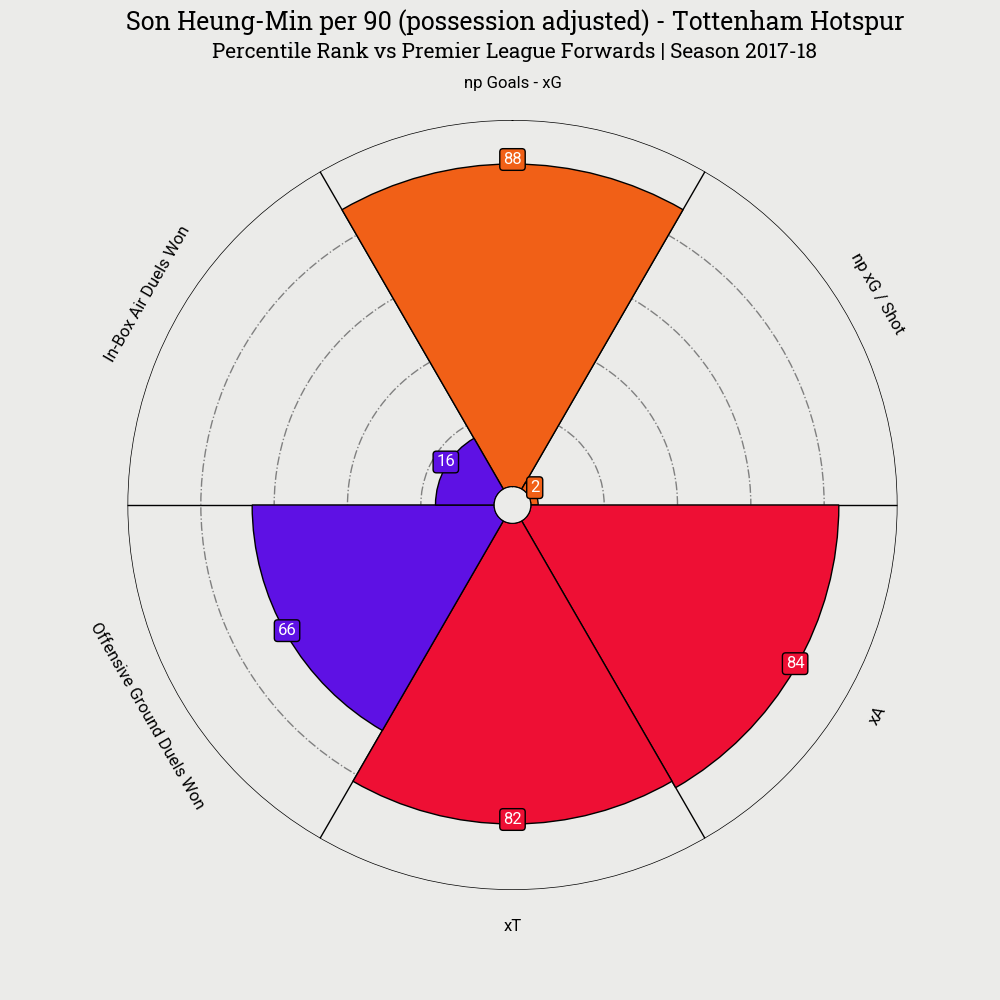 Son Heung-Min per 90 (possession adjusted) - Tottenham Hotspur
Percentile Rank vs Premier League Forwards | Season 2017-18
np Goals - xG
88
np xG / Shot
2
xA
84
xT
82
Offensive Ground Duels Won
66
In-Box Air Duels Won
16